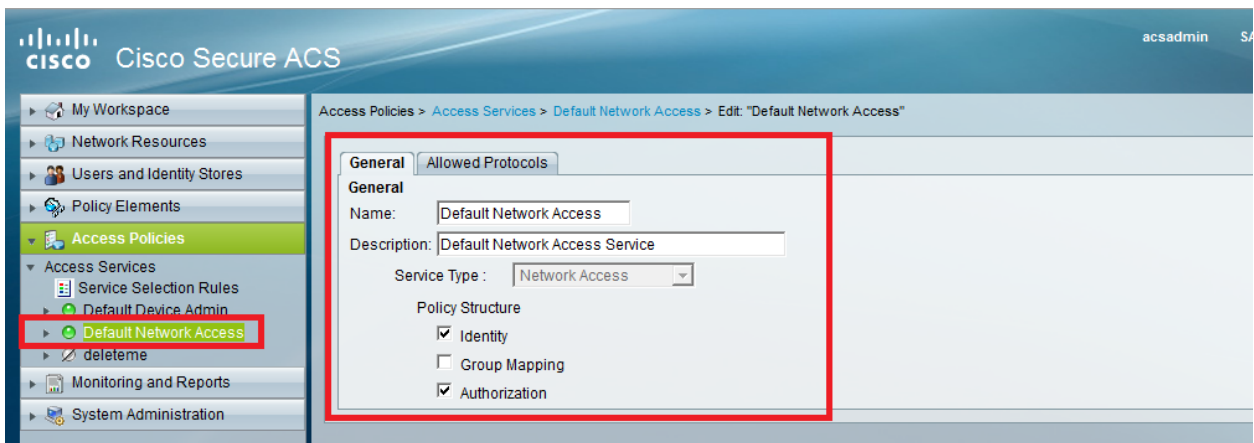 CISCO Cisco Secure ACS
acsadmin
My Workspace
Network Resources
Users and Identity Stores
Policy Elements
Access Policies
Access Services
Service Selection Rules
Default Device Admin
Default Network Access
deleteme
Monitoring and Reports
System Administration
Access Policies > Access Services > Default Network Access > Edit: "Default Network Access"
General Allowed Protocols
General
Name: Default Network Access
Description: Default Network Access Service
Service Type : Network Access
Policy Structure
Identity
Group Mapping
Authorization